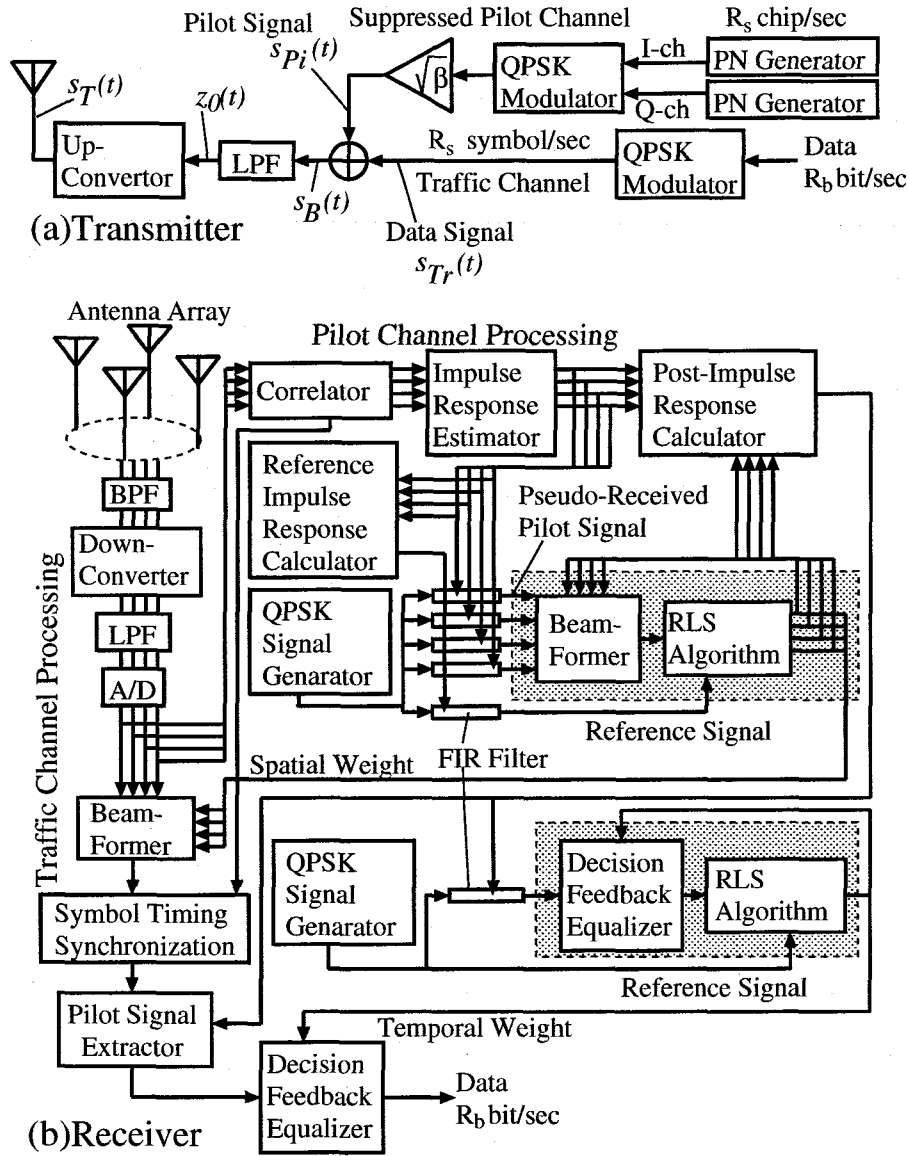 Pilot Signal
s_Pi(t)
Suppressed Pilot Channel
R_s chip/sec
√β
QPSK
Modulator
I-ch
Q-ch
PN Generator
PN Generator
s_T(t)
z_0(t)
Up-
Convertor
LPF
s_B(t)
R_s symbol/sec
Traffic Channel
QPSK
Modulator
Data
R_b bit/sec
Data Signal
s_Tr(t)
(a)Transmitter
Antenna Array
Pilot Channel Processing
Correlator
Impulse
Response
Estimator
Post-Impulse
Response
Calculator
Reference
Impulse
Response
Calculator
Pseudo-Received
Pilot Signal
BPF
Down-
Converter
LPF
A/D
Traffic Channel Processing
QPSK
Signal
Genarator
Beam-
Former
RLS
Algorithm
Reference Signal
FIR Filter
Spatial Weight
Beam-
Former
QPSK
Signal
Genarator
Decision
Feedback
Equalizer
RLS
Algorithm
Reference Signal
Symbol Timing
Synchronization
Pilot Signal
Extractor
Temporal Weight
Decision
Feedback
Equalizer
Data
R_b bit/sec
(b)Receiver